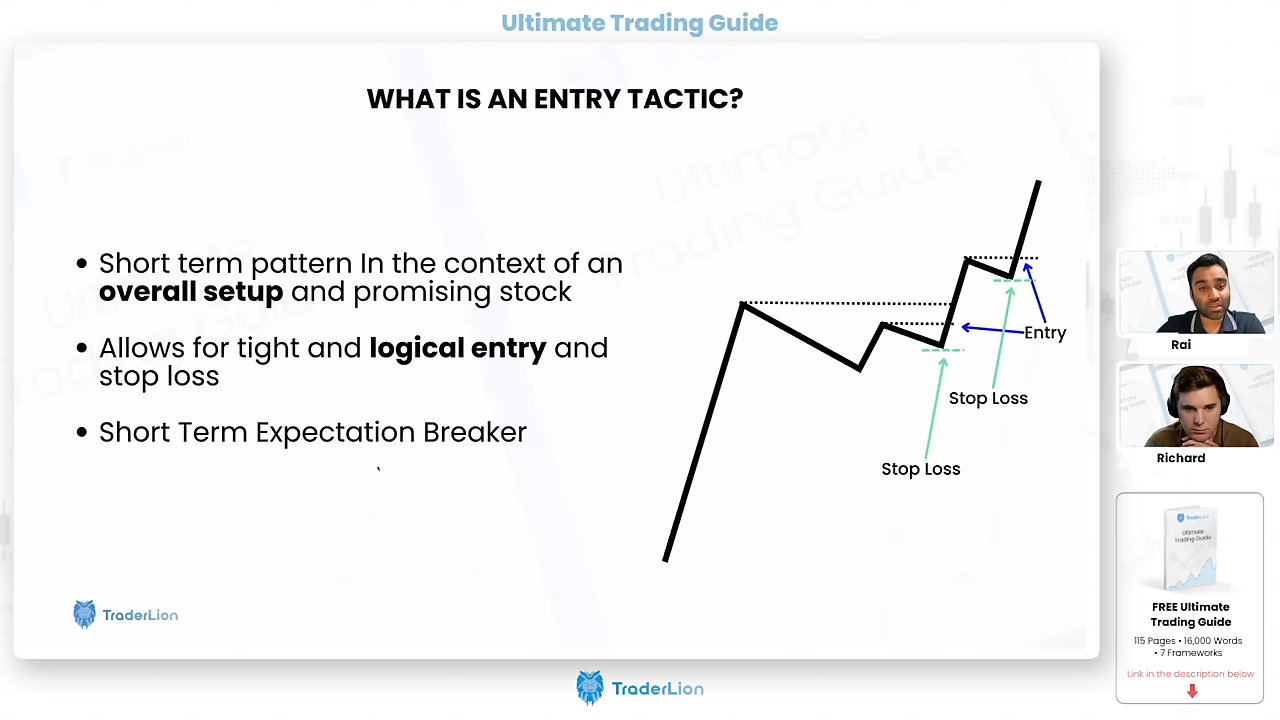 Ultimate Trading Guide
WHAT IS AN ENTRY TACTIC?
Short term pattern In the context of an
overall setup and promising stock
Allows for tight and logical entry and
stop loss
Short Term Expectation Breaker
Entry
Stop Loss
Stop Loss
TraderLion
TraderLion
Rai
Richard
Ultimate
Trading Guide
FREE Ultimate
Trading Guide
115 Pages • 16,000 Words
• 7 Frameworks
Link in the description below